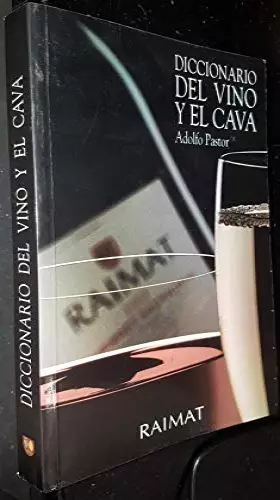 DICCIONARIO DEL VINO Y EL CAVA
DICCIONARIO
DEL VINO
Y EL CAVA
Adolfo Pastor
RAIMAT
RAIMAT